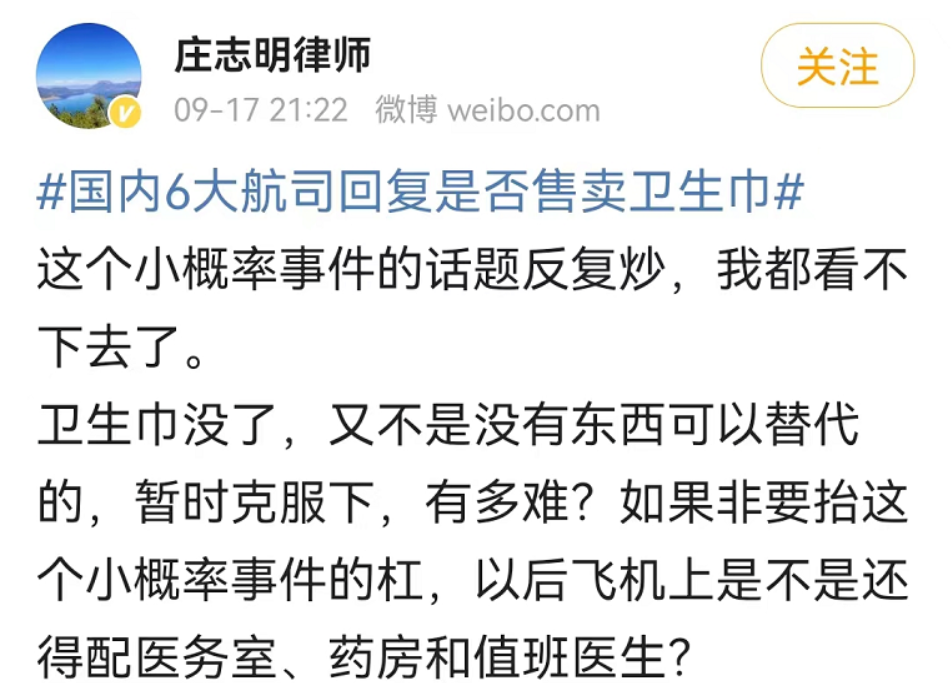 庄志明律师
关注
09-17 21:22 微博 weibo.com
#国内6大航司回复是否售卖卫生巾#
这个小概率事件的话题反复炒，我都看不
下去了。
卫生巾没了，又不是没有东西可以替代
的，暂时克服下，有多难？如果非要抬这
个小概率事件的杠，以后飞机上是不是还
得配医务室、药房和值班医生？